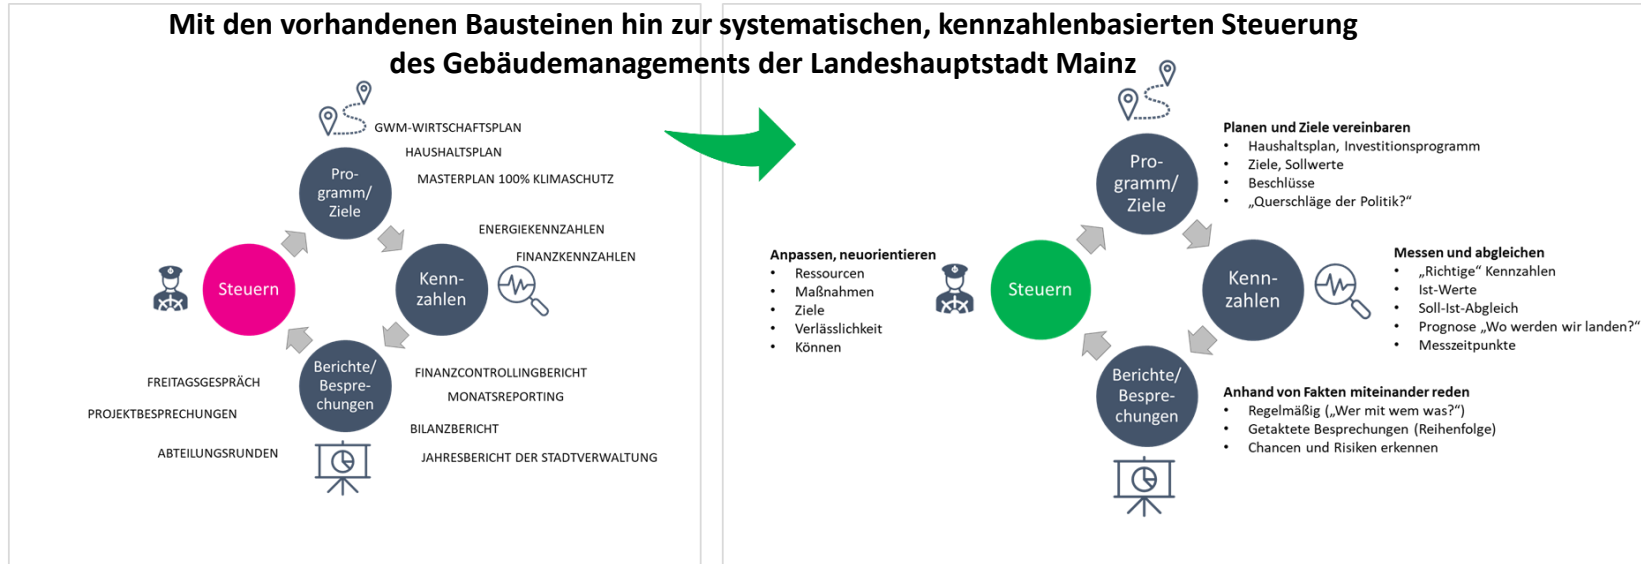 Mit den vorhandenen Bausteinen hin zur systematischen, kennzahlenbasierten Steuerung
des Gebäudemanagements der Landeshauptstadt Mainz
GWM-WIRTSCHAFTSPLAN
HAUSHALTSPLAN
MASTERPLAN 100% KLIMASCHUTZ
Pro-
gramm/
Ziele
ENERGIEKENNZAHLEN
FINANZKENNZAHLEN
Steuern
Kenn-
zahlen
Berichte/
Bespre-
chungen
FREITAGSGESPRÄCH
PROJEKTBESPRECHUNGEN
ABTEILUNGSRUNDEN
FINANZCONTROLLINGBERICHT
MONATSREPORTING
BILANZBERICHT
JAHRESBERICHT DER STADTVERWALTUNG
Pro-
gramm/
Ziele
Planen und Ziele vereinbaren
• Haushaltsplan, Investitionsprogramm
• Ziele, Sollwerte
• Beschlüsse
• „Querschläge der Politik?“
Anpassen, neuorientieren
• Ressourcen
• Maßnahmen
• Ziele
• Verlässlichkeit
• Können
Steuern
Kenn-
zahlen
Messen und abgleichen
• „Richtige“ Kennzahlen
• Ist-Werte
• Soll-Ist-Abgleich
• Prognose „Wo werden wir landen?“
• Messzeitpunkte
Berichte/
Bespre-
chungen
Anhand von Fakten miteinander reden
• Regelmäßig („Wer mit wem was?“)
• Getaktete Besprechungen (Reihenfolge)
• Chancen und Risiken erkennen